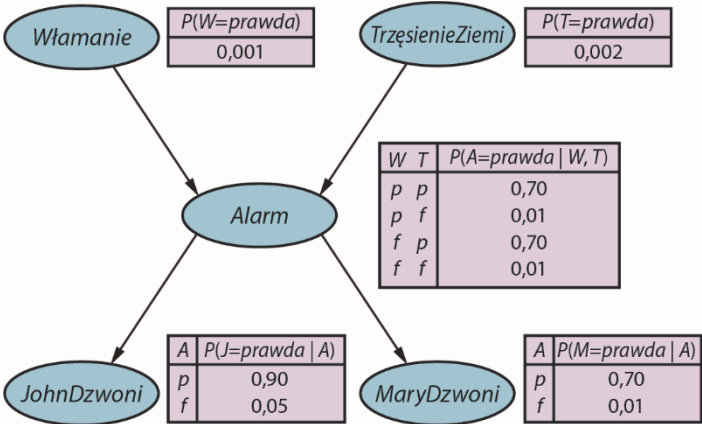 Włamanie
P(W=prawda)
0,001
TrzęsienieZiemi
P(T=prawda)
0,002
Alarm
W T P(A=prawda | W, T)
p p 0,70
p f 0,01
f p 0,70
f f 0,01
JohnDzwoni
A P(J=prawda | A)
p 0,90
f 0,05
MaryDzwoni
A P(M=prawda | A)
p 0,70
f 0,01